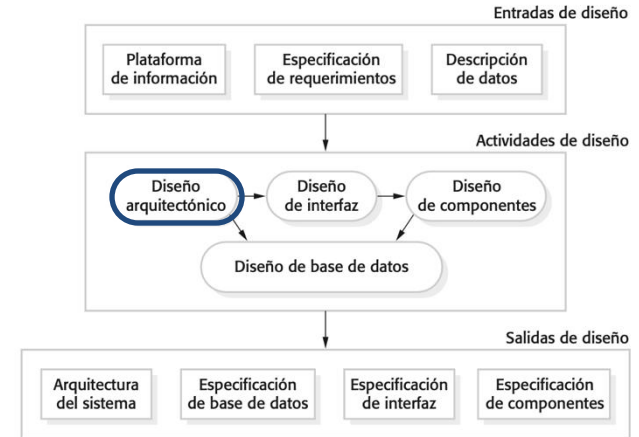 Entradas de diseño
Plataforma
de información
Especificación
de requerimientos
Descripción
de datos
Actividades de diseño
Diseño
arquitectónico
Diseño
de interfaz
Diseño
de componentes
Diseño de base de datos
Salidas de diseño
Arquitectura
del sistema
Especificación
de base de datos
Especificación
de interfaz
Especificación
de componentes